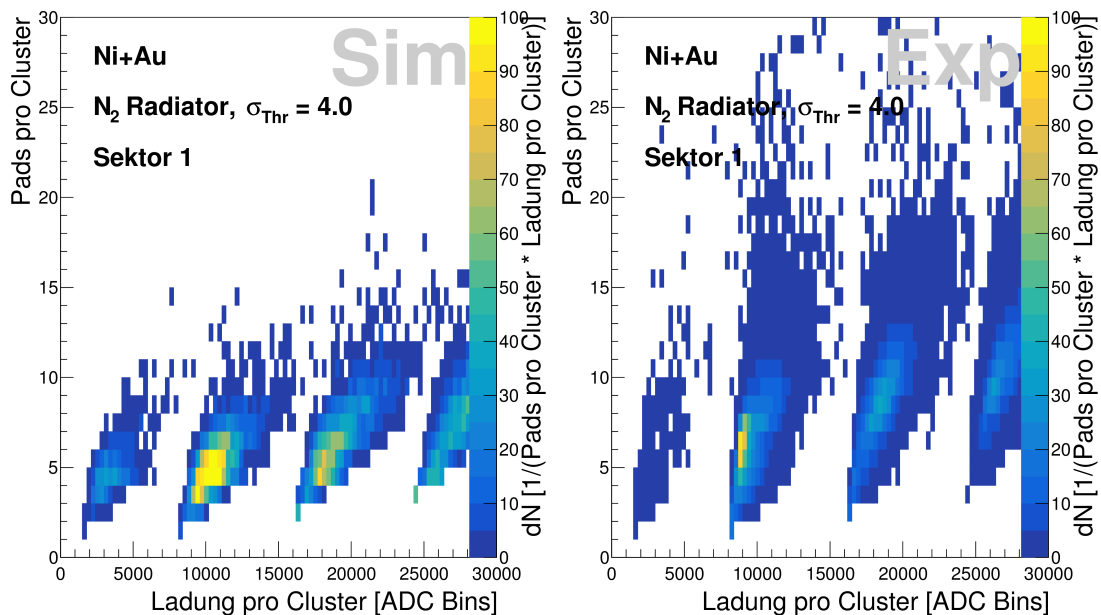 Sim
Ni+Au
N2 Radiator, σThr = 4.0
Sektor 1
Pads pro Cluster
30
25
20
15
10
5
0
0 5000 10000 15000 20000 25000 30000
Ladung pro Cluster [ADC Bins]
100
90
80
70
60
50
40
30
20
10
0
dN [1/(Pads pro Cluster * Ladung pro Cluster)]
Exp
Ni+Au
N2 Radiator, σThr = 4.0
Sektor 1
Pads pro Cluster
30
25
20
15
10
5
0
0 5000 10000 15000 20000 25000 30000
Ladung pro Cluster [ADC Bins]
100
90
80
70
60
50
40
30
20
10
0
dN [1/(Pads pro Cluster * Ladung pro Cluster)]